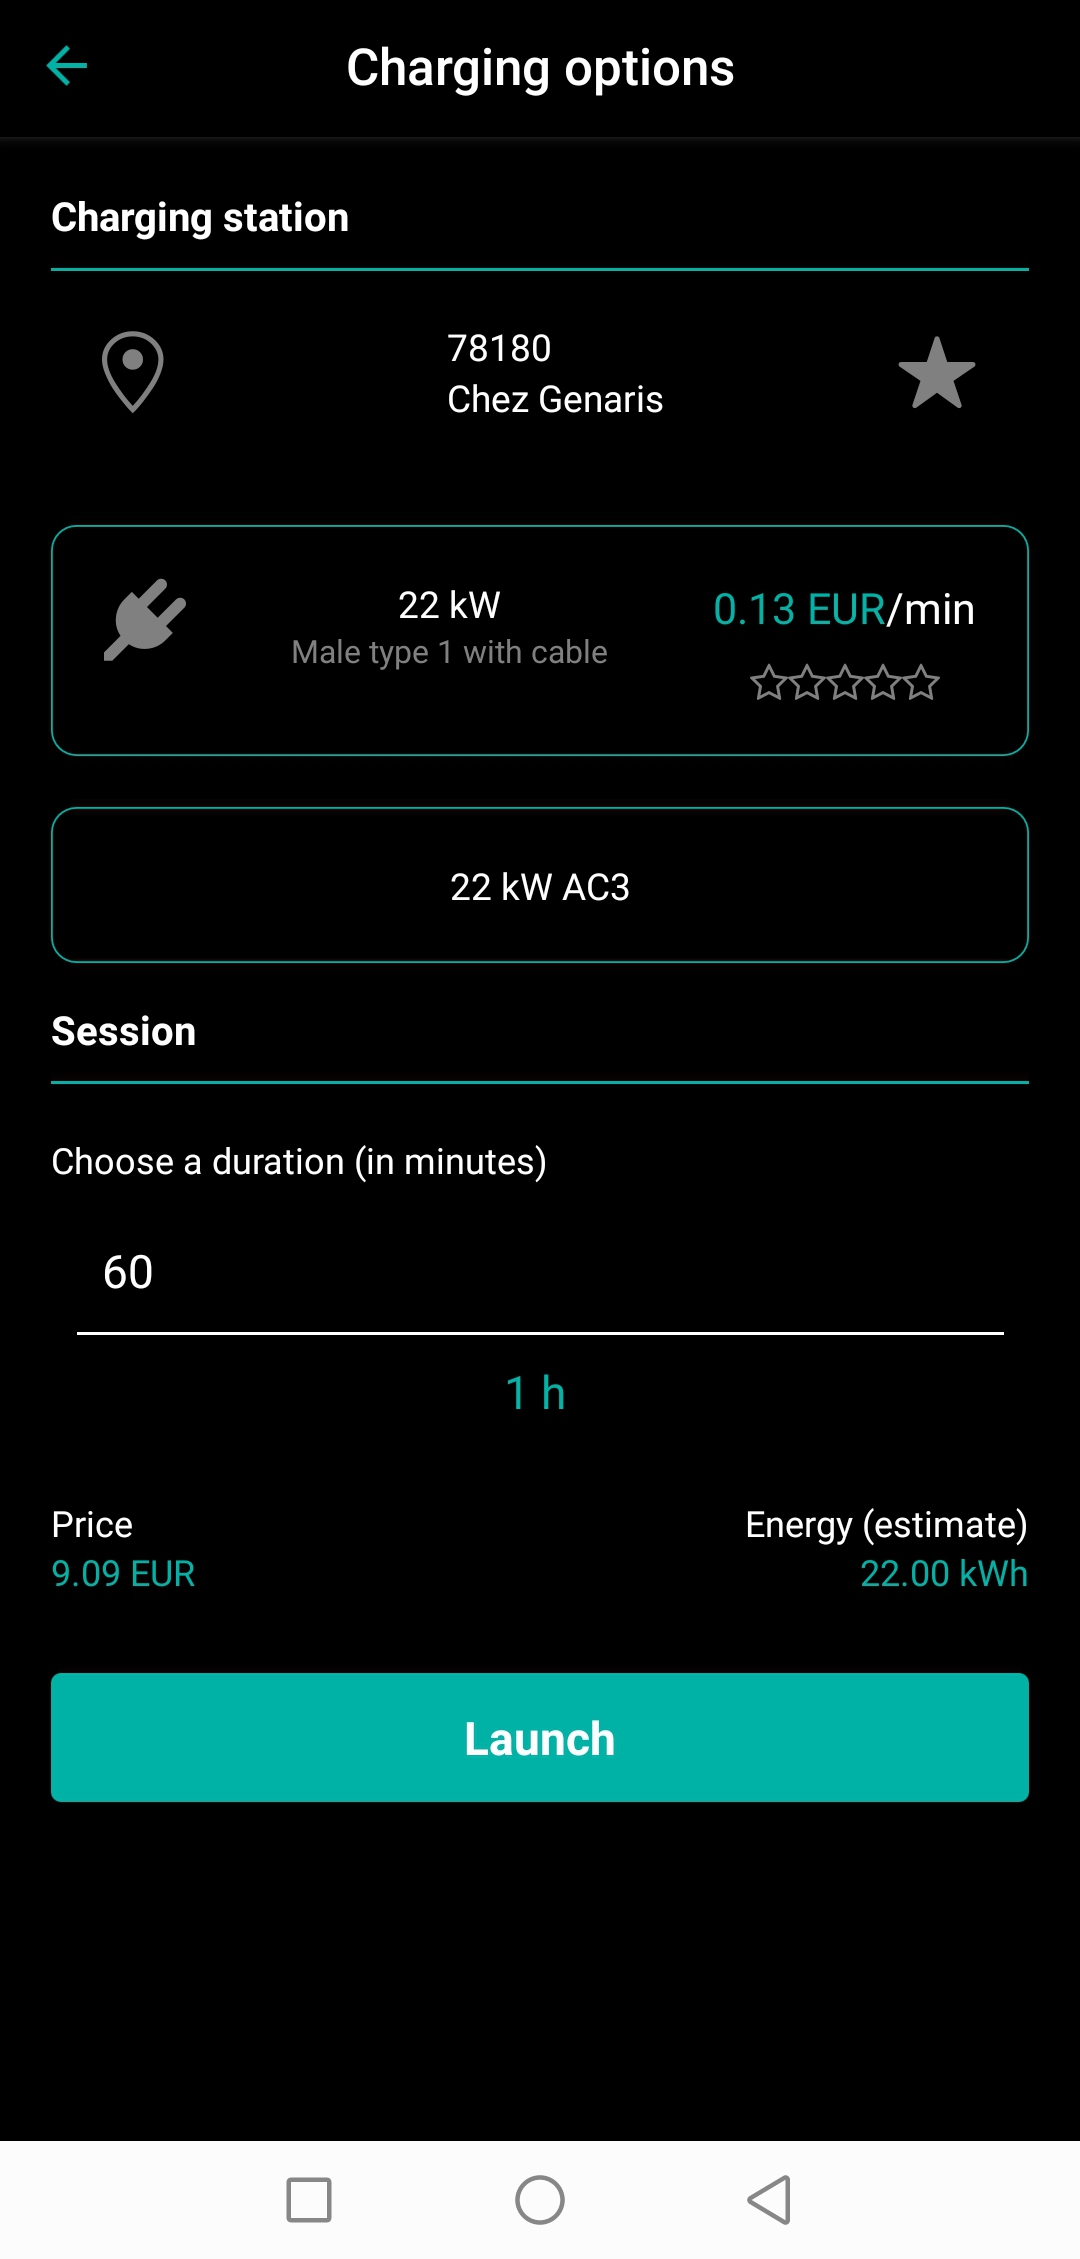 Charging options
Charging station
78180
Chez Genaris
22 kW
Male type 1 with cable
0.13 EUR/min
22 kW AC3
Session
Choose a duration (in minutes)
60
1 h
Price
9.09 EUR
Energy (estimate)
22.00 kWh
Launch